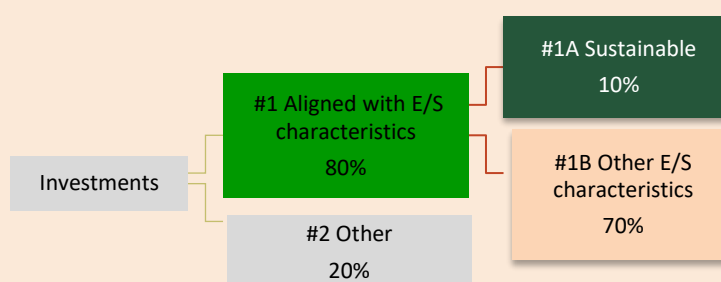 Investments
#1 Aligned with E/S
characteristics
80%
#2 Other
20%
#1A Sustainable
10%
#1B Other E/S
characteristics
70%